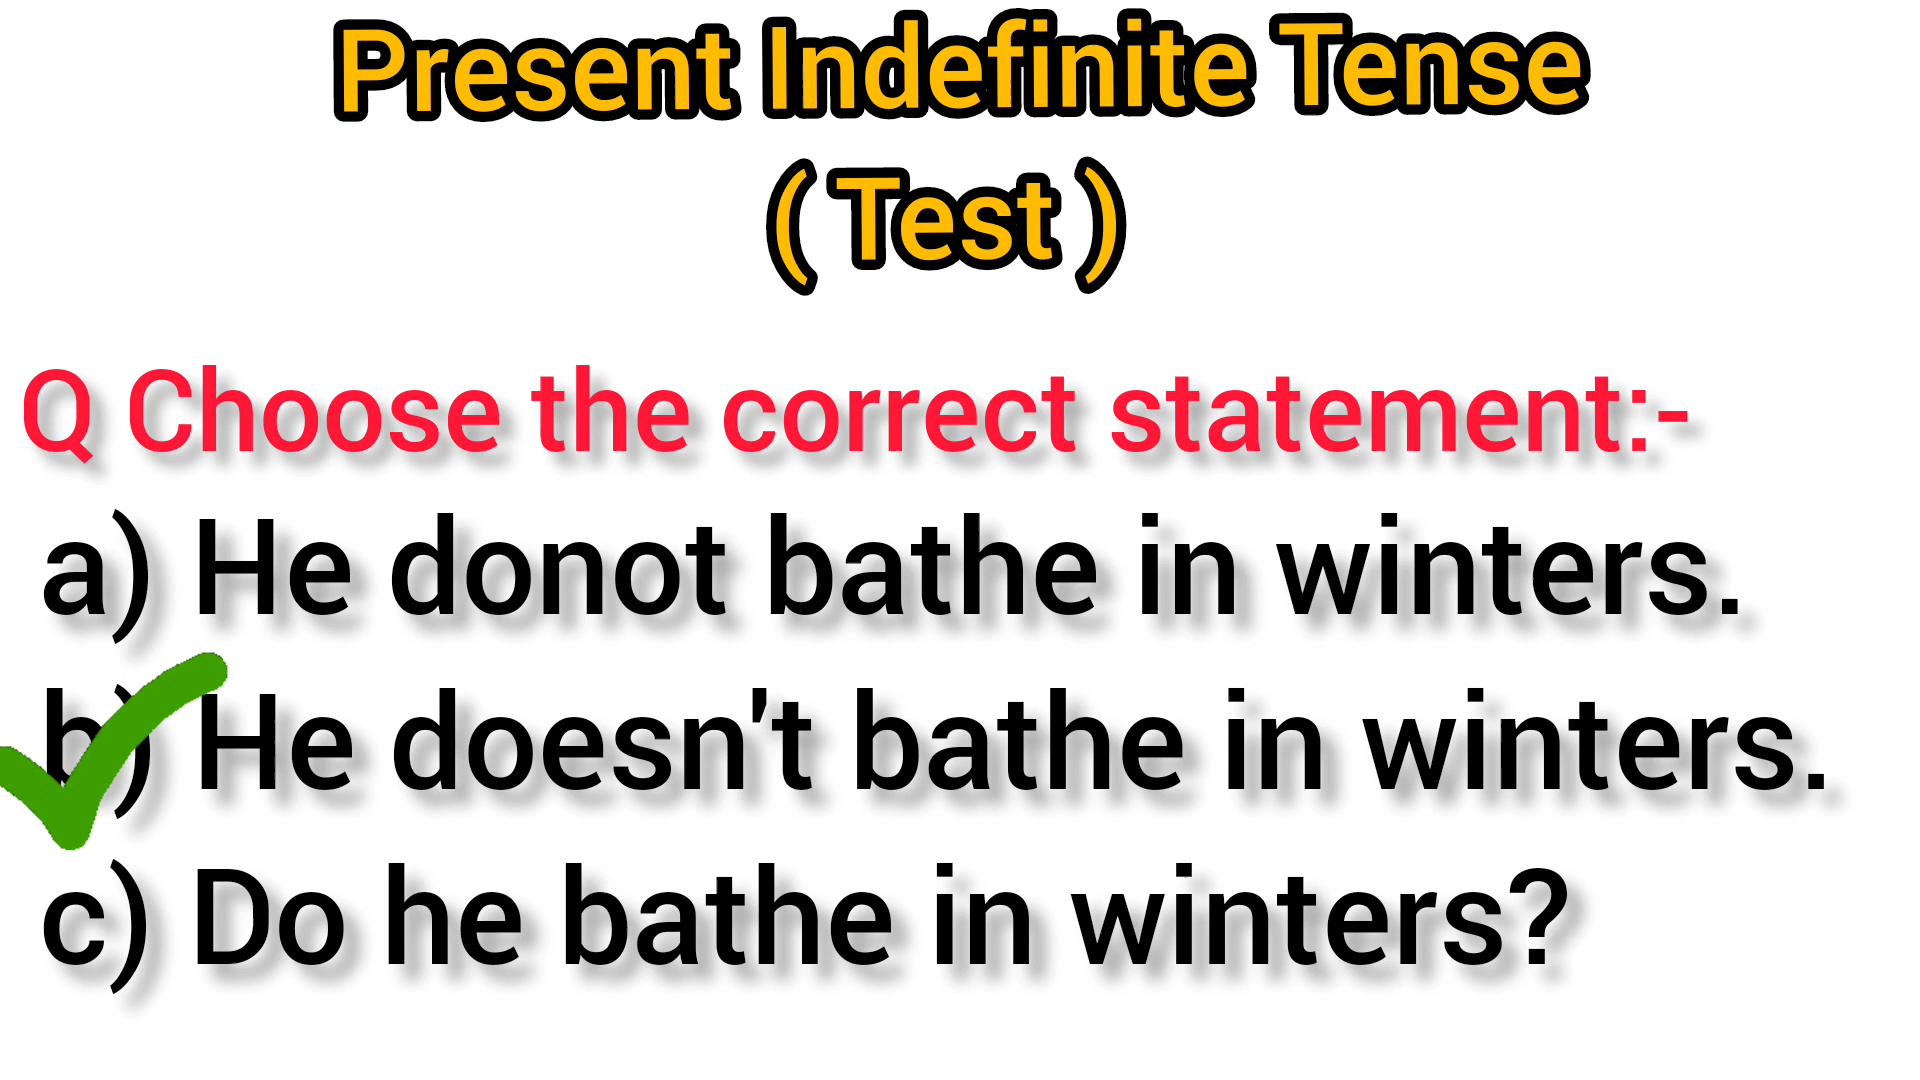 Present Indefinite Tense
( Test )
Q Choose the correct statement:-
a) He donot bathe in winters.
b) He doesn't bathe in winters.
c) Do he bathe in winters?